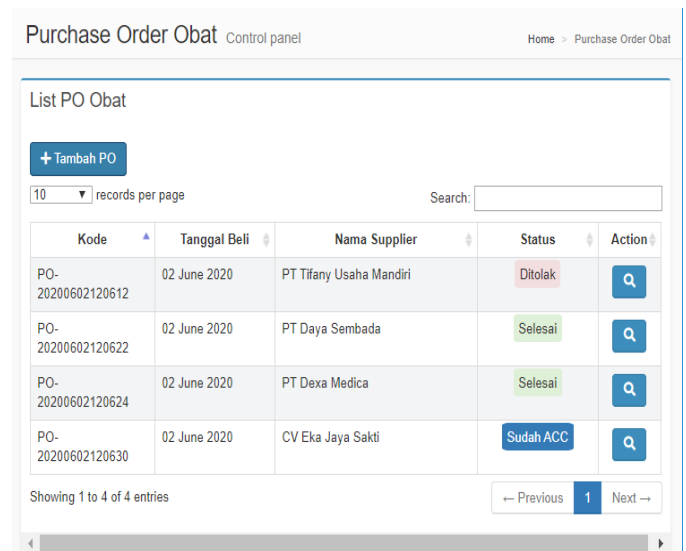 Purchase Order Obat Control panel
Home > Purchase Order Obat
List PO Obat
+ Tambah PO
10 records per page
Search:
Kode Tanggal Beli Nama Supplier Status Action
PO-
20200602120612 02 June 2020 PT Tifany Usaha Mandiri Ditolak
PO-
20200602120622 02 June 2020 PT Daya Sembada Selesai
PO-
20200602120624 02 June 2020 PT Dexa Medica Selesai
PO-
20200602120630 02 June 2020 CV Eka Jaya Sakti Sudah ACC
Showing 1 to 4 of 4 entries
← Previous 1 Next →